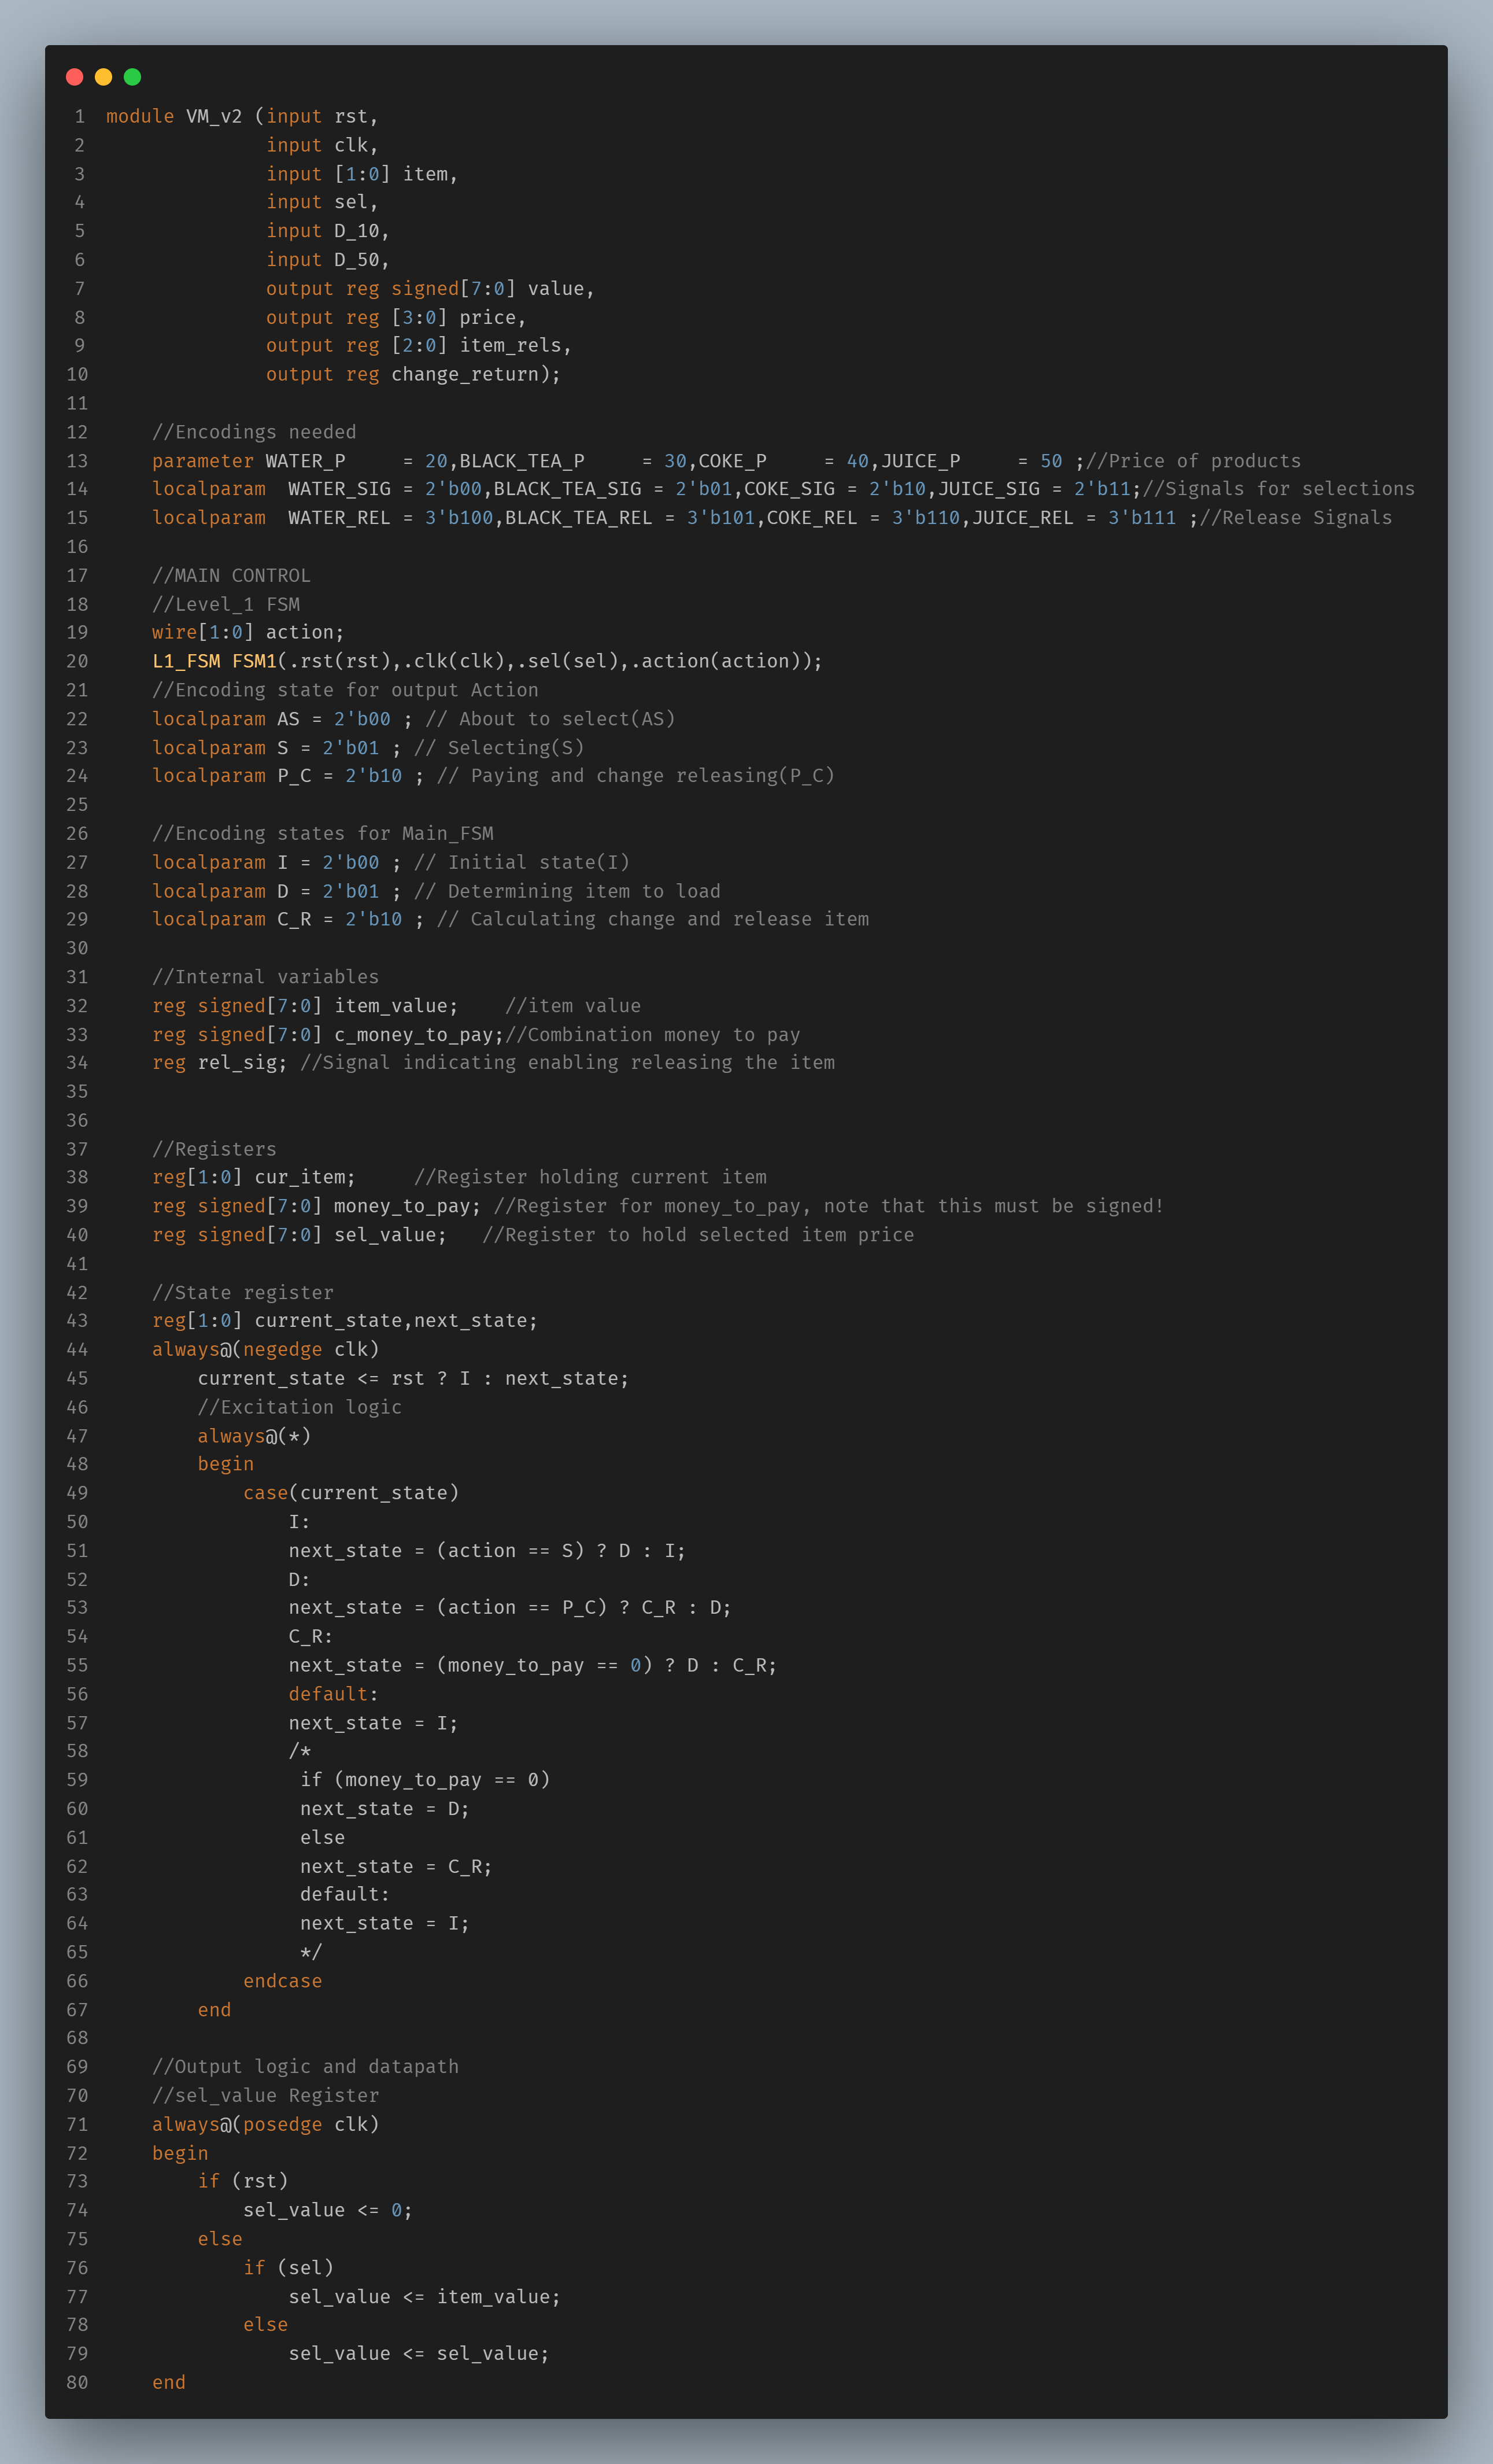 1 module VM_v2 (input rst,
2 input clk,
3 input [1:0] item,
4 input sel,
5 input D_10,
6 input D_50,
7 output reg signed[7:0] value,
8 output reg [3:0] price,
9 output reg [2:0] item_rels,
10 output reg change_return);
11
12 //Encodings needed
13 parameter WATER_P     = 20,BLACK_TEA_P     = 30,COKE_P     = 40,JUICE_P     = 50 ;//Price of products
14 localparam  WATER_SIG = 2'b00,BLACK_TEA_SIG = 2'b01,COKE_SIG = 2'b10,JUICE_SIG = 2'b11;//Signals for selections
15 localparam  WATER_REL = 3'b100,BLACK_TEA_REL = 3'b101,COKE_REL = 3'b110,JUICE_REL = 3'b111 ;//Release Signals
16
17 //MAIN CONTROL
18 //Level_1 FSM
19 wire[1:0] action;
20 L1_FSM FSM1(.rst(rst),.clk(clk),.sel(sel),.action(action));
21 //Encoding state for output Action
22 localparam AS = 2'b00 ; // About to select(AS)
23 localparam S = 2'b01 ; // Selecting(S)
24 localparam P_C = 2'b10 ; // Paying and change releasing(P_C)
25
26 //Encoding states for Main_FSM
27 localparam I = 2'b00 ; // Initial state(I)
28 localparam D = 2'b01 ; // Determining item to load
29 localparam C_R = 2'b10 ; // Calculating change and release item
30
31 //Internal variables
32 reg signed[7:0] item_value;    //item value
33 reg signed[7:0] c_money_to_pay;//Combination money to pay
34 reg rel_sig; //Signal indicating enabling releasing the item
35
36
37 //Registers
38 reg[1:0] cur_item;     //Register holding current item
39 reg signed[7:0] money_to_pay; //Register for money_to_pay, note that this must be signed!
40 reg signed[7:0] sel_value;   //Register to hold selected item price
41
42 //State register
43 reg[1:0] current_state,next_state;
44 always@(negedge clk)
45 current_state <= rst ? I : next_state;
46 //Excitation logic
47 always@(*)
48 begin
49 case(current_state)
50 I:
51 next_state = (action == S) ? D : I;
52 D:
53 next_state = (action == P_C) ? C_R : D;
54 C_R:
55 next_state = (money_to_pay == 0) ? D : C_R;
56 default:
57 next_state = I;
58 /*
59 if (money_to_pay == 0)
60 next_state = D;
61 else
62 next_state = C_R;
63 default:
64 next_state = I;
65 */
66 endcase
67 end
68
69 //Output logic and datapath
70 //sel_value Register
71 always@(posedge clk)
72 begin
73 if (rst)
74 sel_value <= 0;
75 else
76 if (sel)
77 sel_value <= item_value;
78 else
79 sel_value <= sel_value;
80 end